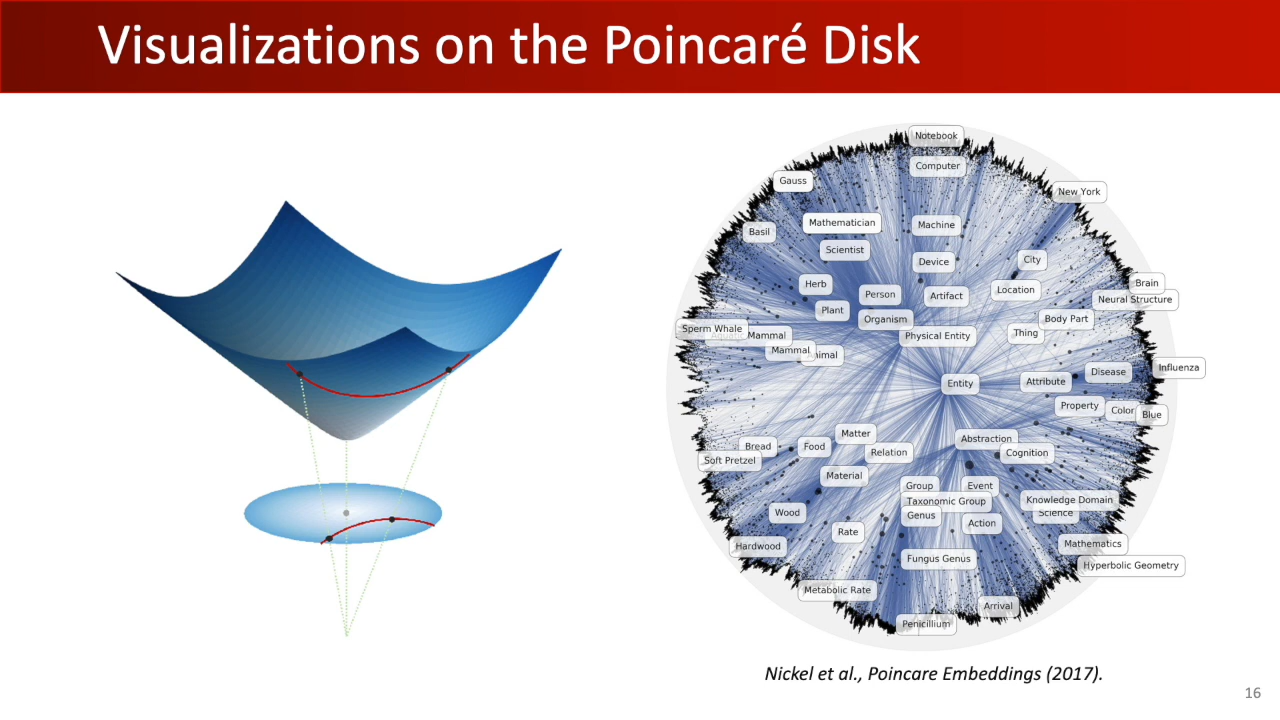 Visualizations on the Poincaré Disk
Notebook
Computer
Gauss
New York
Mathematician
Machine
Basil
Scientist
Device
City
Herb
Person
Artifact
Location
Brain
Neural Structure
Plant
Organism
Body Part
Sperm Whale
Mammal
Physical Entity
Thing
Mammal
Animal
Entity
Attribute
Disease
Influenza
Property
Color
Blue
Matter
Abstraction
Bread
Food
Relation
Cognition
Soft Pretzel
Material
Group
Event
Taxonomic Group
Knowledge Domain
Wood
Genus
Science
Rate
Action
Hardwood
Fungus Genus
Mathematics
Hyperbolic Geometry
Metabolic Rate
Arrival
Penicillium
Nickel et al., Poincare Embeddings (2017).
16